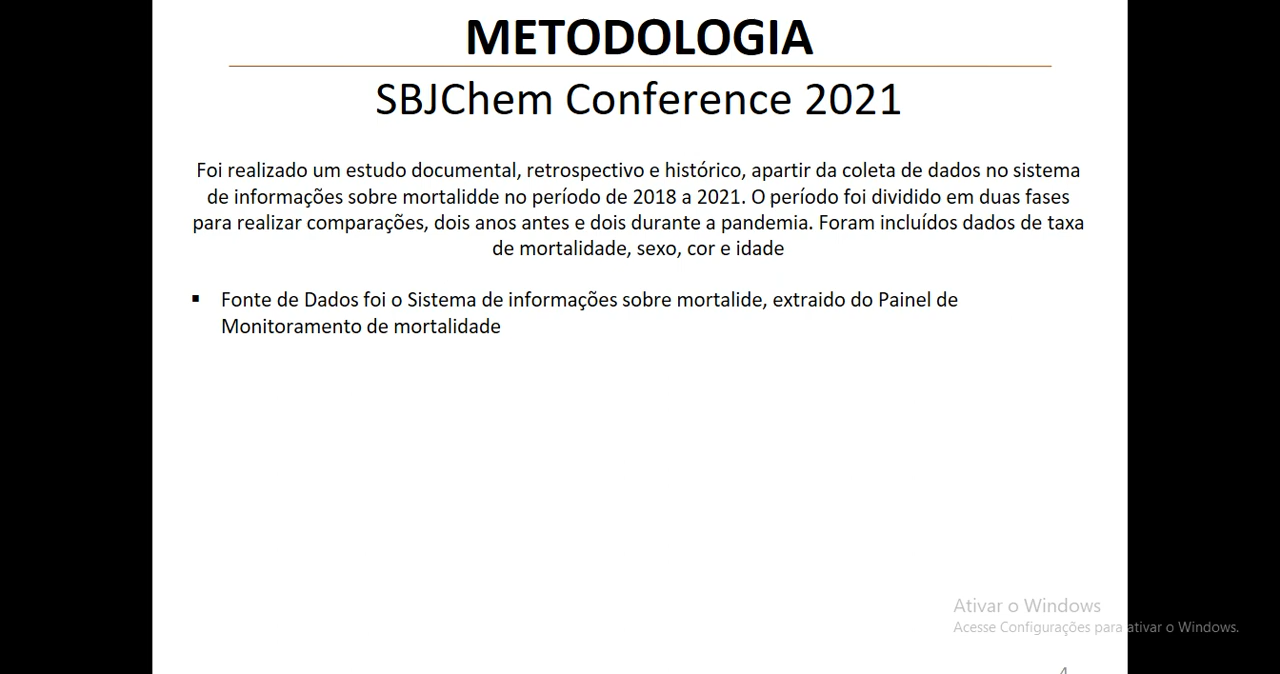 METODOLOGIA
SBJChem Conference 2021
Foi realizado um estudo documental, retrospectivo e histórico, apartir da coleta de dados no sistema
de informações sobre mortalidde no período de 2018 a 2021. O período foi dividido em duas fases
para realizar comparações, dois anos antes e dois durante a pandemia. Foram incluídos dados de taxa
de mortalidade, sexo, cor e idade
▪ Fonte de Dados foi o Sistema de informações sobre mortalide, extraido do Painel de
Monitoramento de mortalidade
Ativar o Windows
Acesse Configurações para ativar o Windows.
4